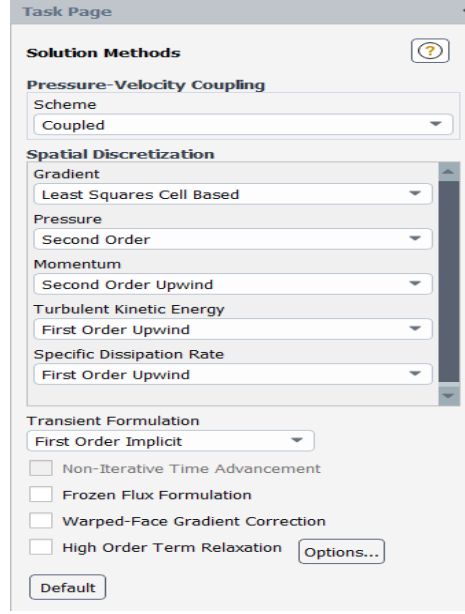 Task Page
Solution Methods
?
Pressure-Velocity Coupling
Scheme
Coupled
Spatial Discretization
Gradient
Least Squares Cell Based
Pressure
Second Order
Momentum
Second Order Upwind
Turbulent Kinetic Energy
First Order Upwind
Specific Dissipation Rate
First Order Upwind
Transient Formulation
First Order Implicit
Non-Iterative Time Advancement
Frozen Flux Formulation
Warped-Face Gradient Correction
High Order Term Relaxation Options...
Default